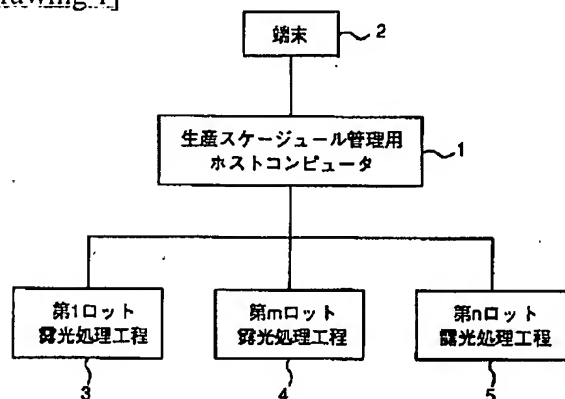 rawing 1]
端末
2
生産スケージュール管理用
ホストコンピュータ
1
第1ロット
露光処理工程
第mロット
露光処理工程
第nロット
露光処理工程
3
4
5